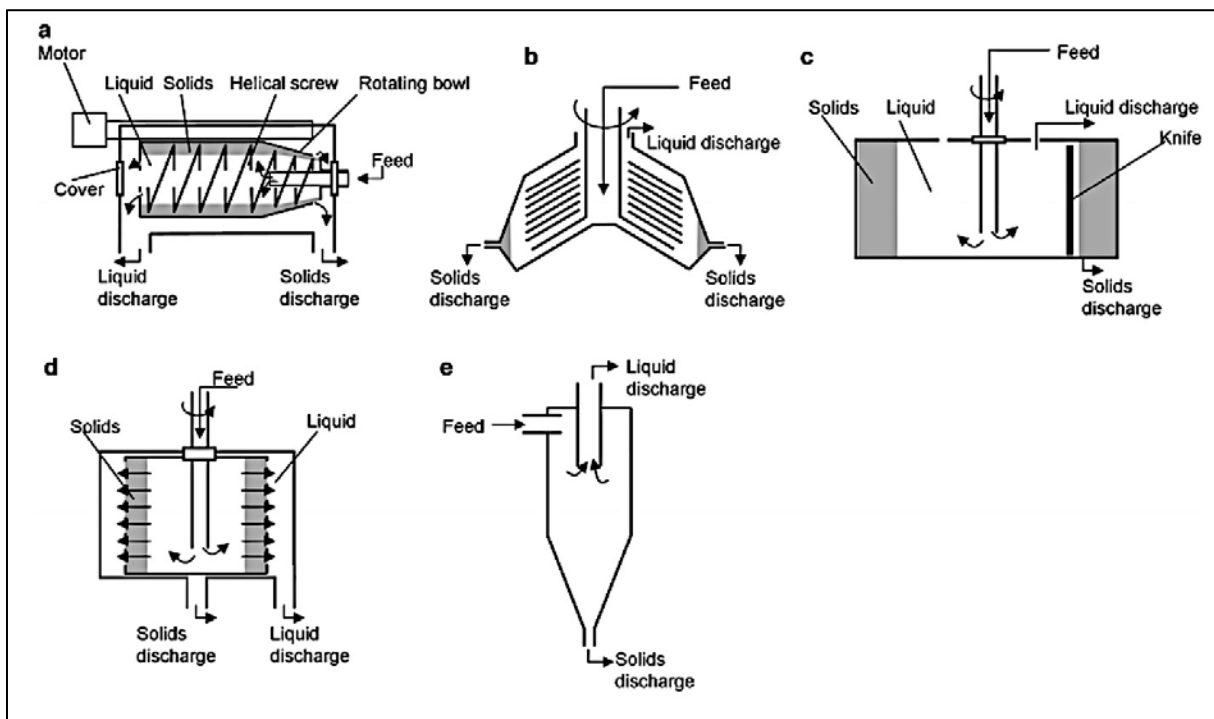 a
Motor
Liquid Solids Helical screw Rotating bowl
Feed
Cover
Liquid
discharge
Solids
discharge
b
Feed
Liquid discharge
Solids
discharge
Solids
discharge
c
Feed
Solids
Liquid
Liquid discharge
Knife
Solids
discharge
d
Feed
Solids
Liquid
Solids
discharge
Liquid
discharge
e
Liquid
discharge
Feed
Solids
discharge